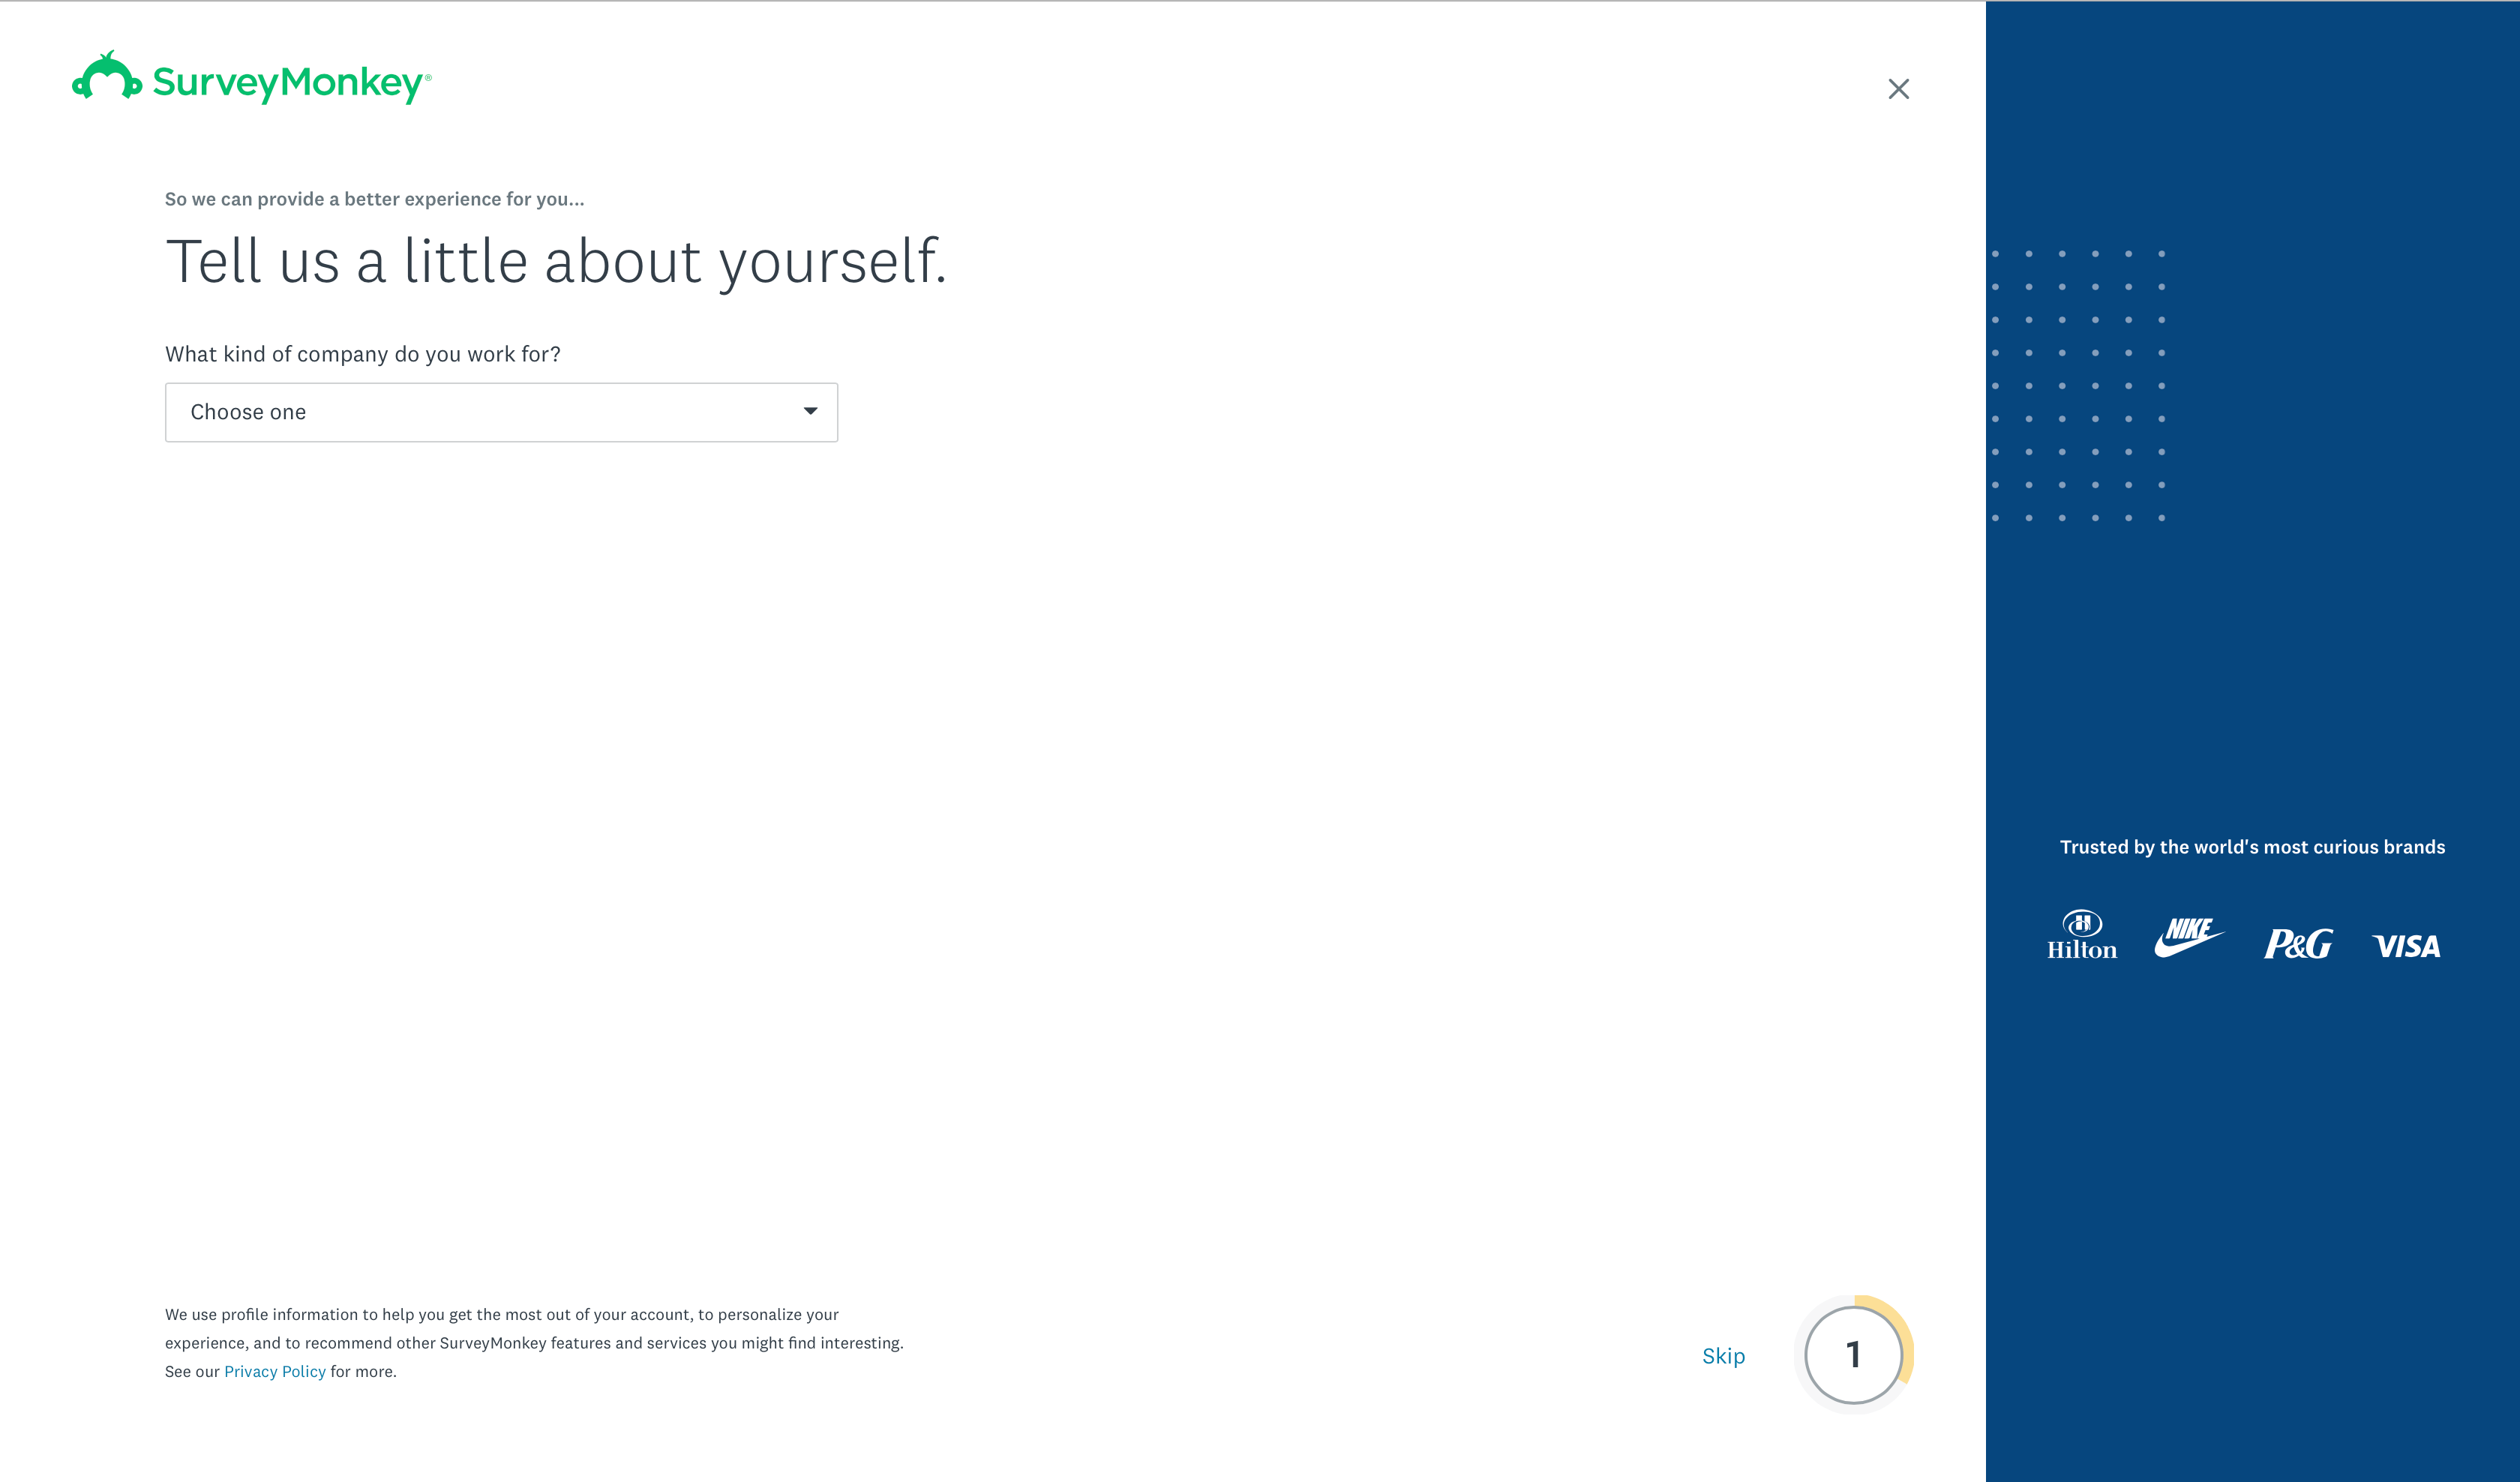 SurveyMonkey®
So we can provide a better experience for you...
Tell us a little about yourself.
What kind of company do you work for?
Choose one
Trusted by the world's most curious brands
Hilton
NIKE
P&G
VISA
We use profile information to help you get the most out of your account, to personalize your
experience, and to recommend other SurveyMonkey features and services you might find interesting.
See our Privacy Policy for more.
Skip
1